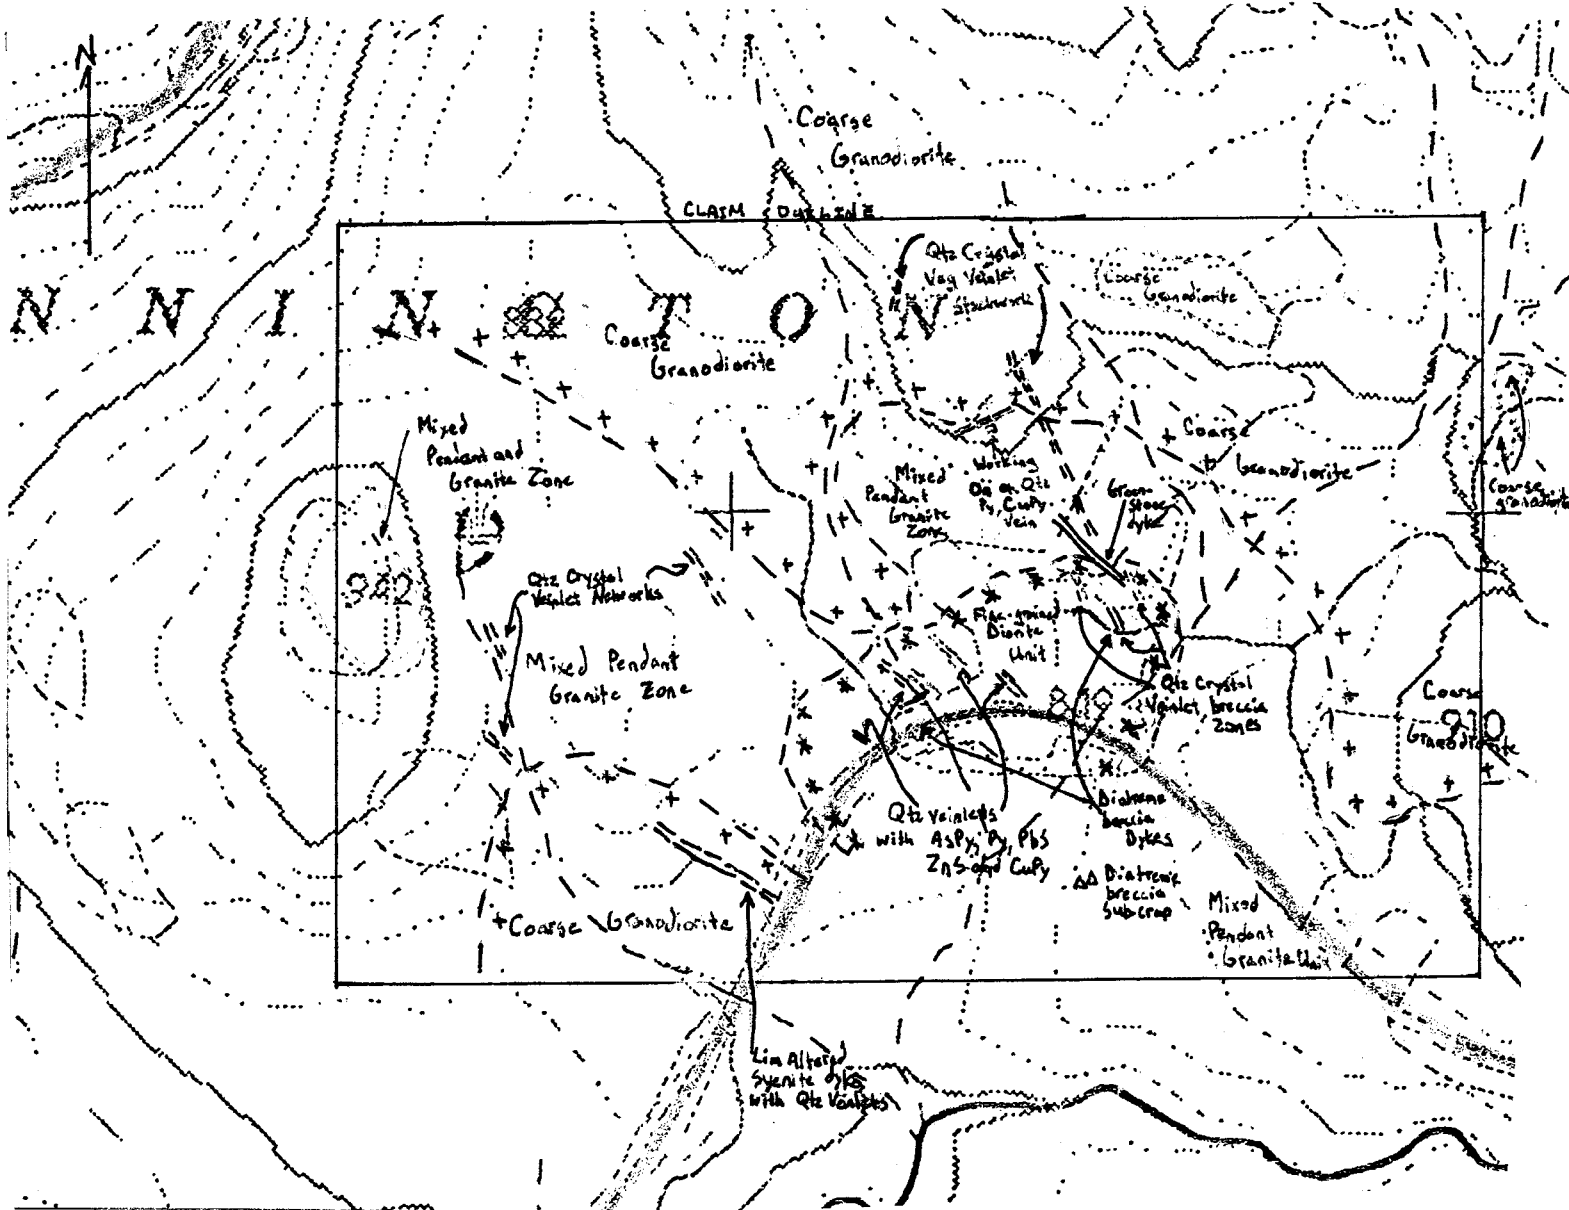 N
Coarse
Granodiorite
CLAIM OUTLINE
Qtz Crystal
Vug Veinlet
Stockwork
Coarse
Granodiorite
N N I N G T O N
Coarse
Granodiorite
Mixed
Pendant and
Granite Zone
Coarse
Granodiorite
Mixed
Pendant
Granite
Zone
Working
On a Qtz
Py, CuPy
Vein
Green
Stone
dyke
Coarse
granodiorite
Qtz Crystal
Veinlet Networks
Fine-grained
Diorite
Unit
Mixed Pendant
Granite Zone
Qtz Crystal
Veinlet breccia
Zones
Coarse
Granodiorite
910
Qtz Veinlets
with AsPy, Py, PbS
ZnS and CuPy
Diatreme
breccia
Dykes
Diatreme
breccia
Subcrop
Mixed
Pendant
Granite Unit
Coarse Granodiorite
Lim Altered
Syenite dyke
with Qtz Veinlets